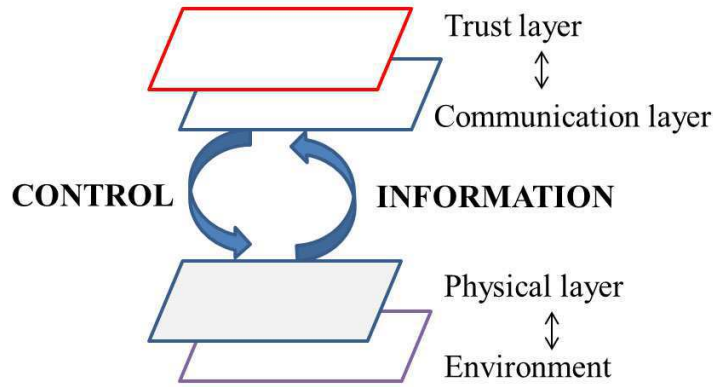 Trust layer
Communication layer
CONTROL
INFORMATION
Physical layer
Environment